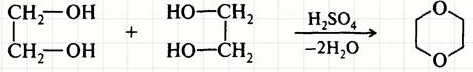 CH₂—OH HO—CH₂ H₂SO₄ O
+
CH₂—OH HO—CH₂ −2H₂O O